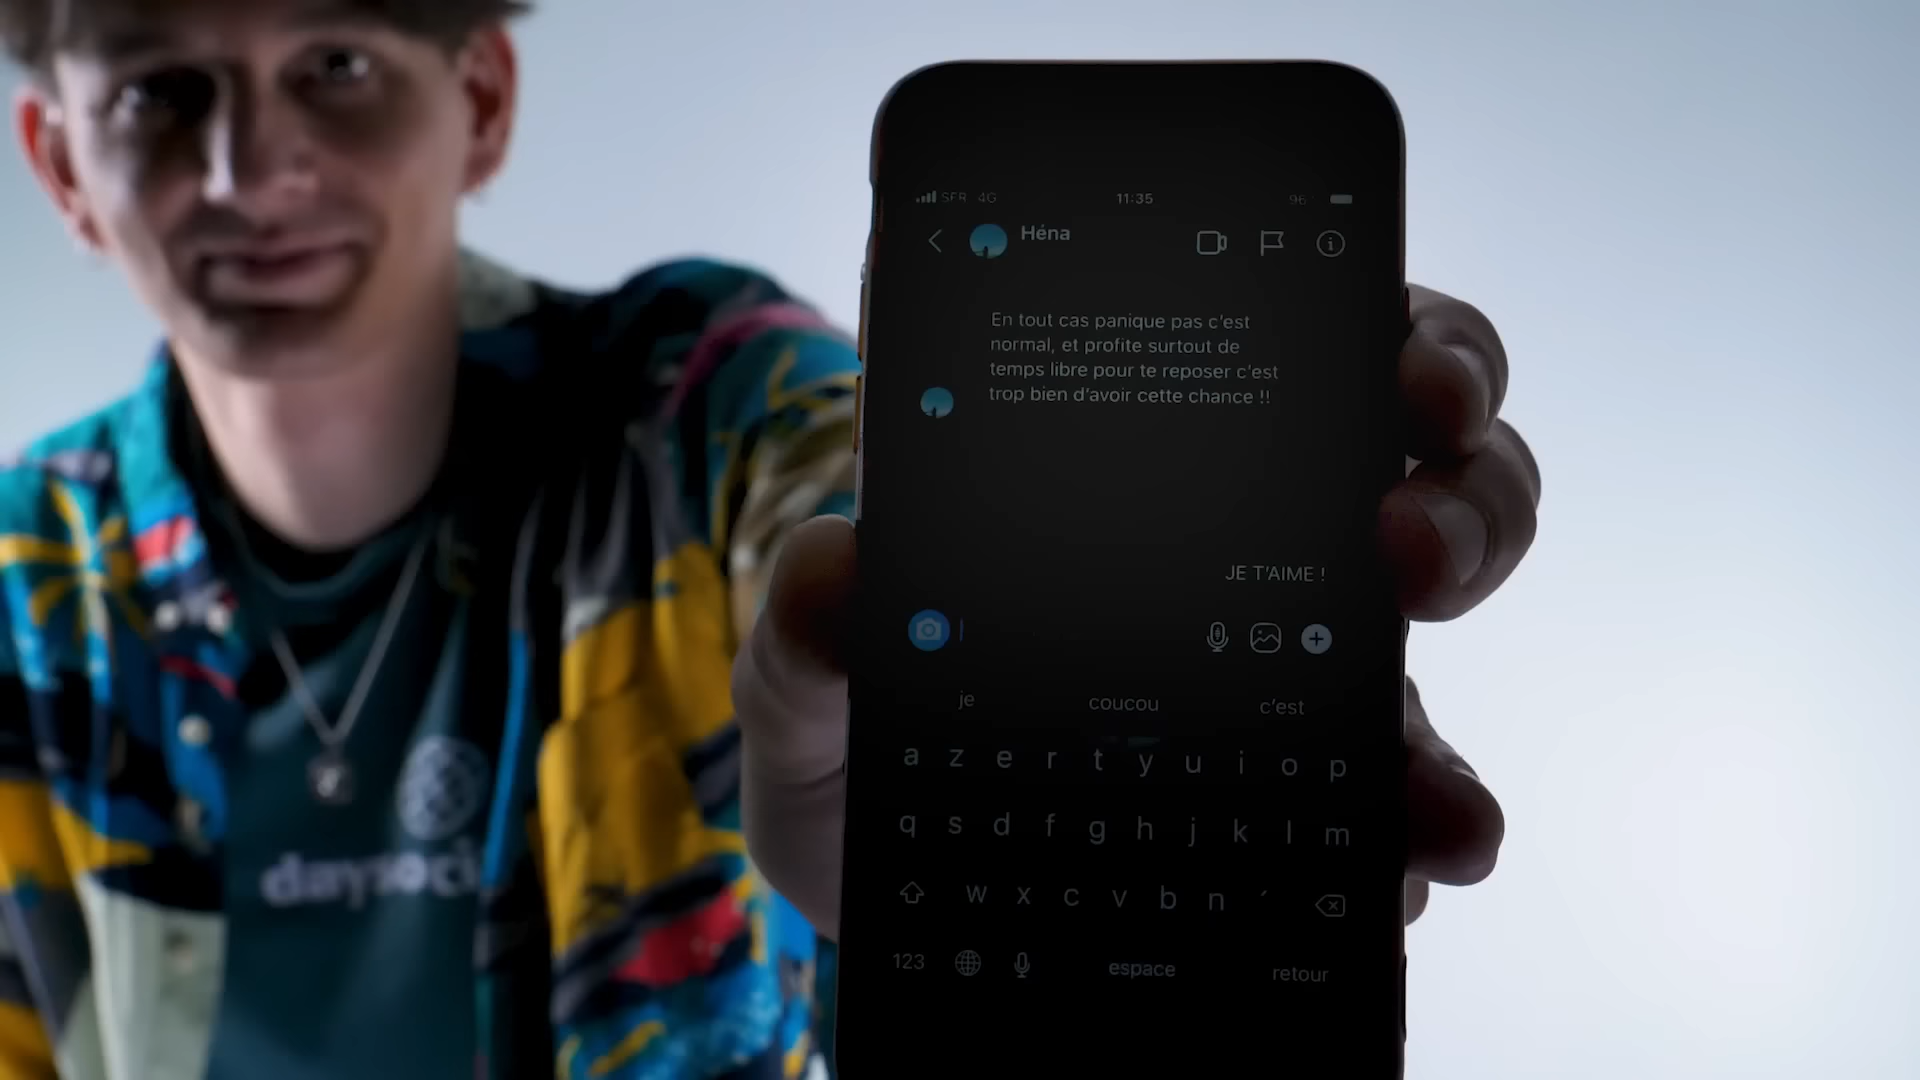 SFR 4G 11:35 96
Héna
En tout cas panique pas c'est
normal, et profite surtout de
temps libre pour te reposer c'est
trop bien d'avoir cette chance !!
JE T'AIME !
je coucou c'est
a z e r t y u i o p
q s d f g h j k l m
w x c v b n ´
123 espace retour